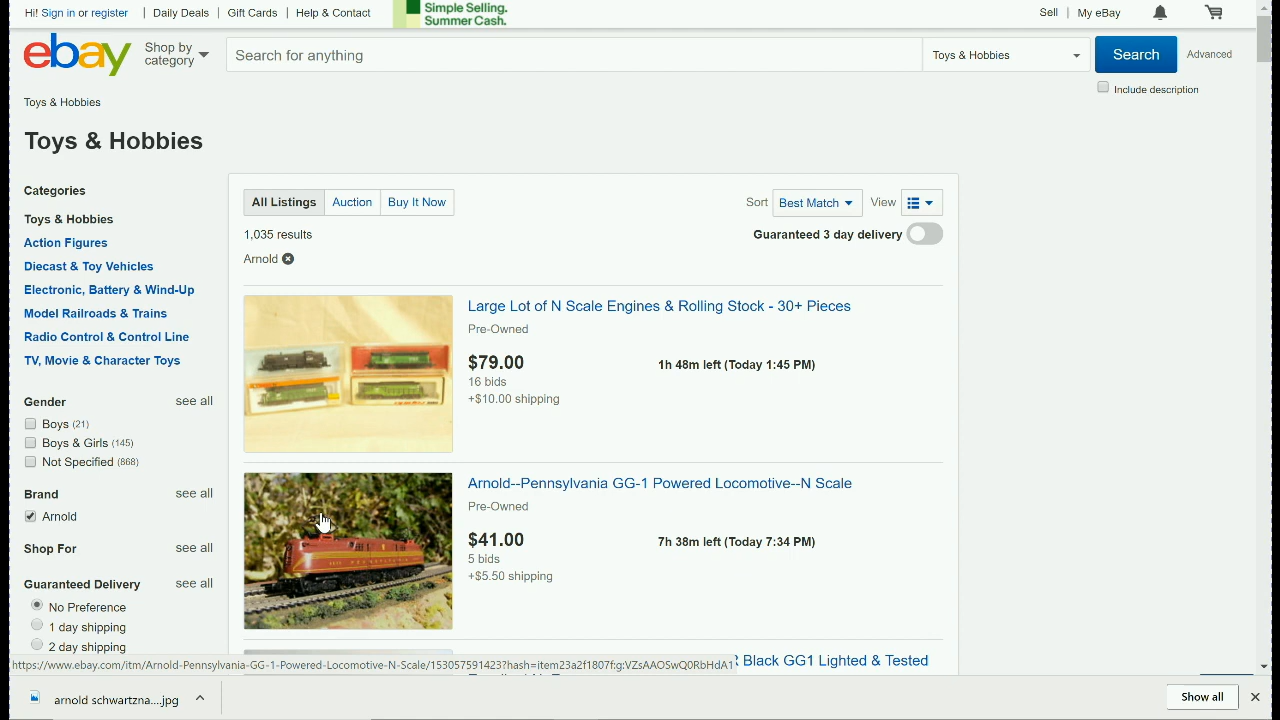 Hi! Sign in or register | Daily Deals | Gift Cards | Help & Contact
Simple Selling.
Summer Cash.
Sell | My eBay
ebay
Shop by
category
Search for anything
Toys & Hobbies
Search
Advanced
Include description
Toys & Hobbies
Toys & Hobbies
Categories
Toys & Hobbies
Action Figures
Diecast & Toy Vehicles
Electronic, Battery & Wind-Up
Model Railroads & Trains
Radio Control & Control Line
TV, Movie & Character Toys
Gender see all
Boys (21)
Boys & Girls (145)
Not Specified (868)
Brand see all
Arnold
Shop For see all
Guaranteed Delivery see all
No Preference
1 day shipping
2 day shipping
All Listings Auction Buy It Now
Sort Best Match View
1,035 results
Guaranteed 3 day delivery
Arnold
Large Lot of N Scale Engines & Rolling Stock - 30+ Pieces
Pre-Owned
$79.00
1h 48m left (Today 1:45 PM)
16 bids
+$10.00 shipping
Arnold--Pennsylvania GG-1 Powered Locomotive--N Scale
Pre-Owned
$41.00
7h 38m left (Today 7:34 PM)
5 bids
+$5.50 shipping
Black GG1 Lighted & Tested
https://www.ebay.com/itm/Arnold-Pennsylvania-GG-1-Powered-Locomotive-N-Scale/153057591423?hash=item23a2f1807f:g:VZsAAOSwQ0RbHdA1
arnold schwartzna....jpg
Show all